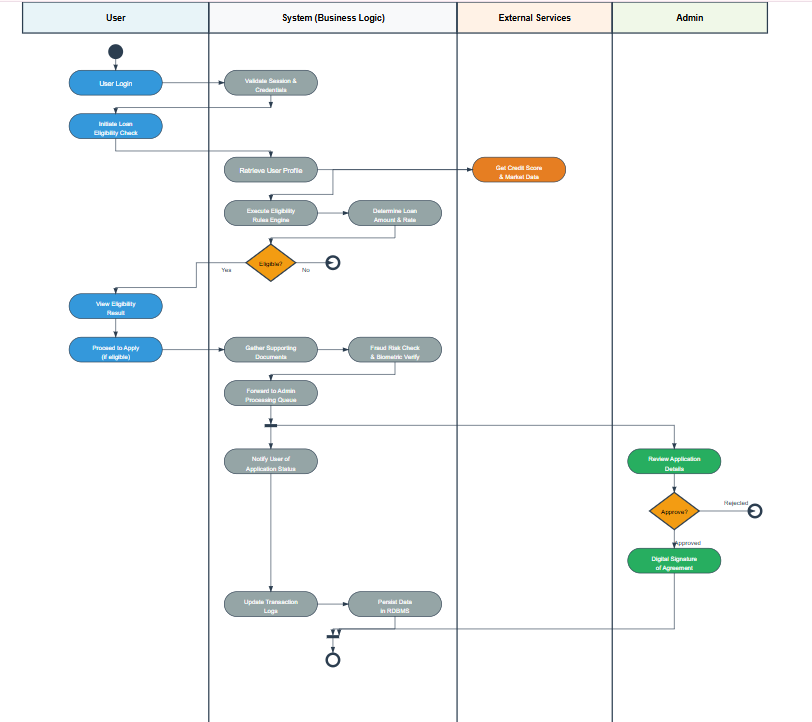 User
System (Business Logic)
External Services
Admin
User Login
Validate Session &
Credentials
Initiate Loan
Eligibility Check
Retrieve User Profile
Get Credit Score
& Market Data
Execute Eligibility
Rules Engine
Determine Loan
Amount & Rate
Eligible?
Yes
No
View Eligibility
Result
Proceed to Apply
(if eligible)
Gather Supporting
Documents
Fraud Risk Check
& Biometric Verify
Forward to Admin
Processing Queue
Notify User of
Application Status
Review Application
Details
Approve?
Rejected
Approved
Digital Signature
of Agreement
Update Transaction
Logs
Persist Data
in RDBMS